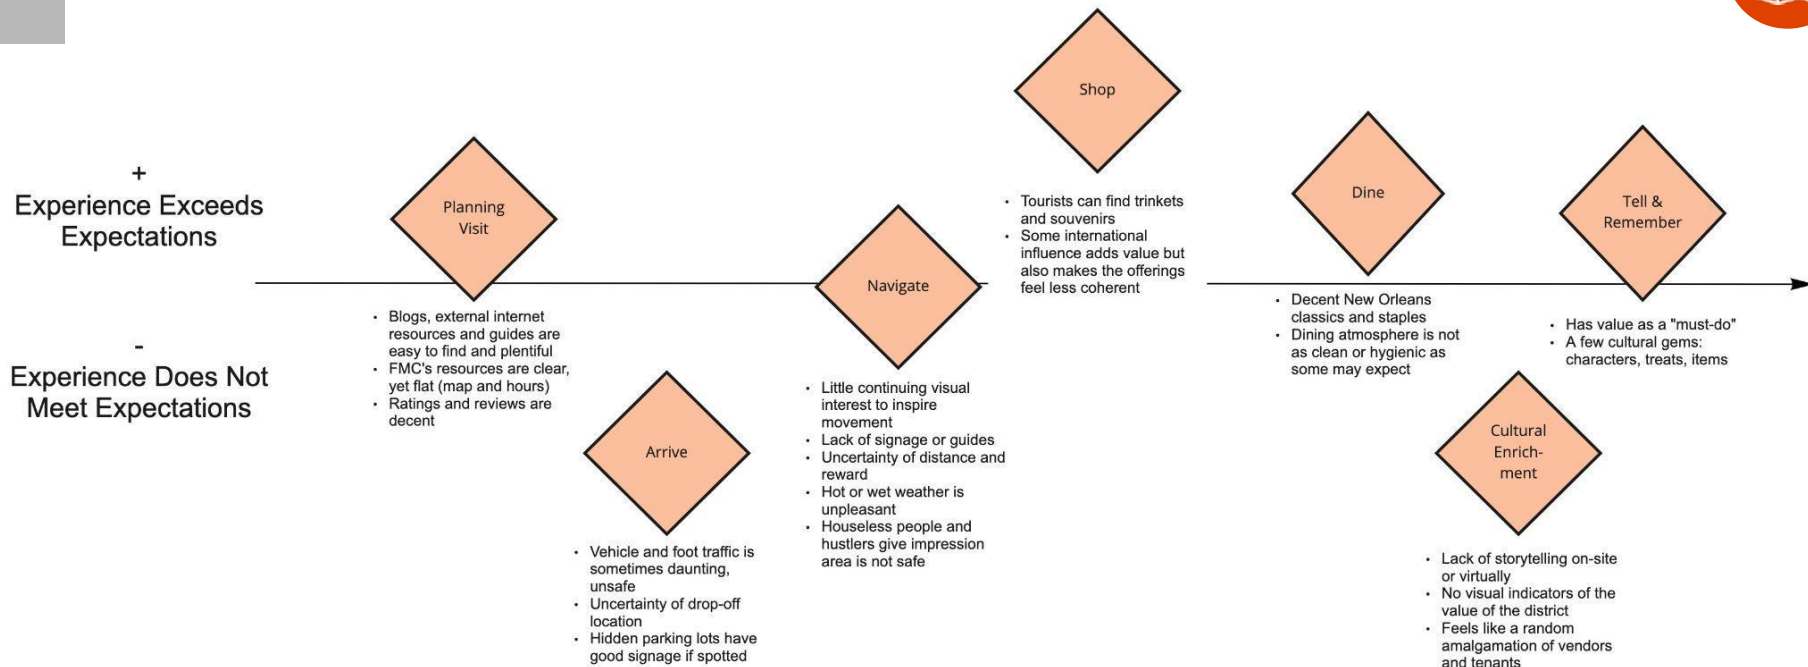 +
Experience Exceeds
Expectations
-
Experience Does Not
Meet Expectations
Planning
Visit
• Blogs, external internet
resources and guides are
easy to find and plentiful
• FMC's resources are clear,
yet flat (map and hours)
• Ratings and reviews are
decent
Arrive
• Vehicle and foot traffic is
sometimes daunting,
unsafe
• Uncertainty of drop-off
location
• Hidden parking lots have
good signage if spotted
Navigate
• Little continuing visual
interest to inspire
movement
• Lack of signage or guides
• Uncertainty of distance and
reward
• Hot or wet weather is
unpleasant
• Houseless people and
hustlers give impression
area is not safe
Shop
• Tourists can find trinkets
and souvenirs
• Some international
influence adds value but
also makes the offerings
feel less coherent
Dine
• Decent New Orleans
classics and staples
• Dining atmosphere is not
as clean or hygienic as
some may expect
Cultural
Enrich-
ment
• Lack of storytelling on-site
or virtually
• No visual indicators of the
value of the district
• Feels like a random
amalgamation of vendors
and tenants
Tell &
Remember
• Has value as a "must-do"
• A few cultural gems:
characters, treats, items